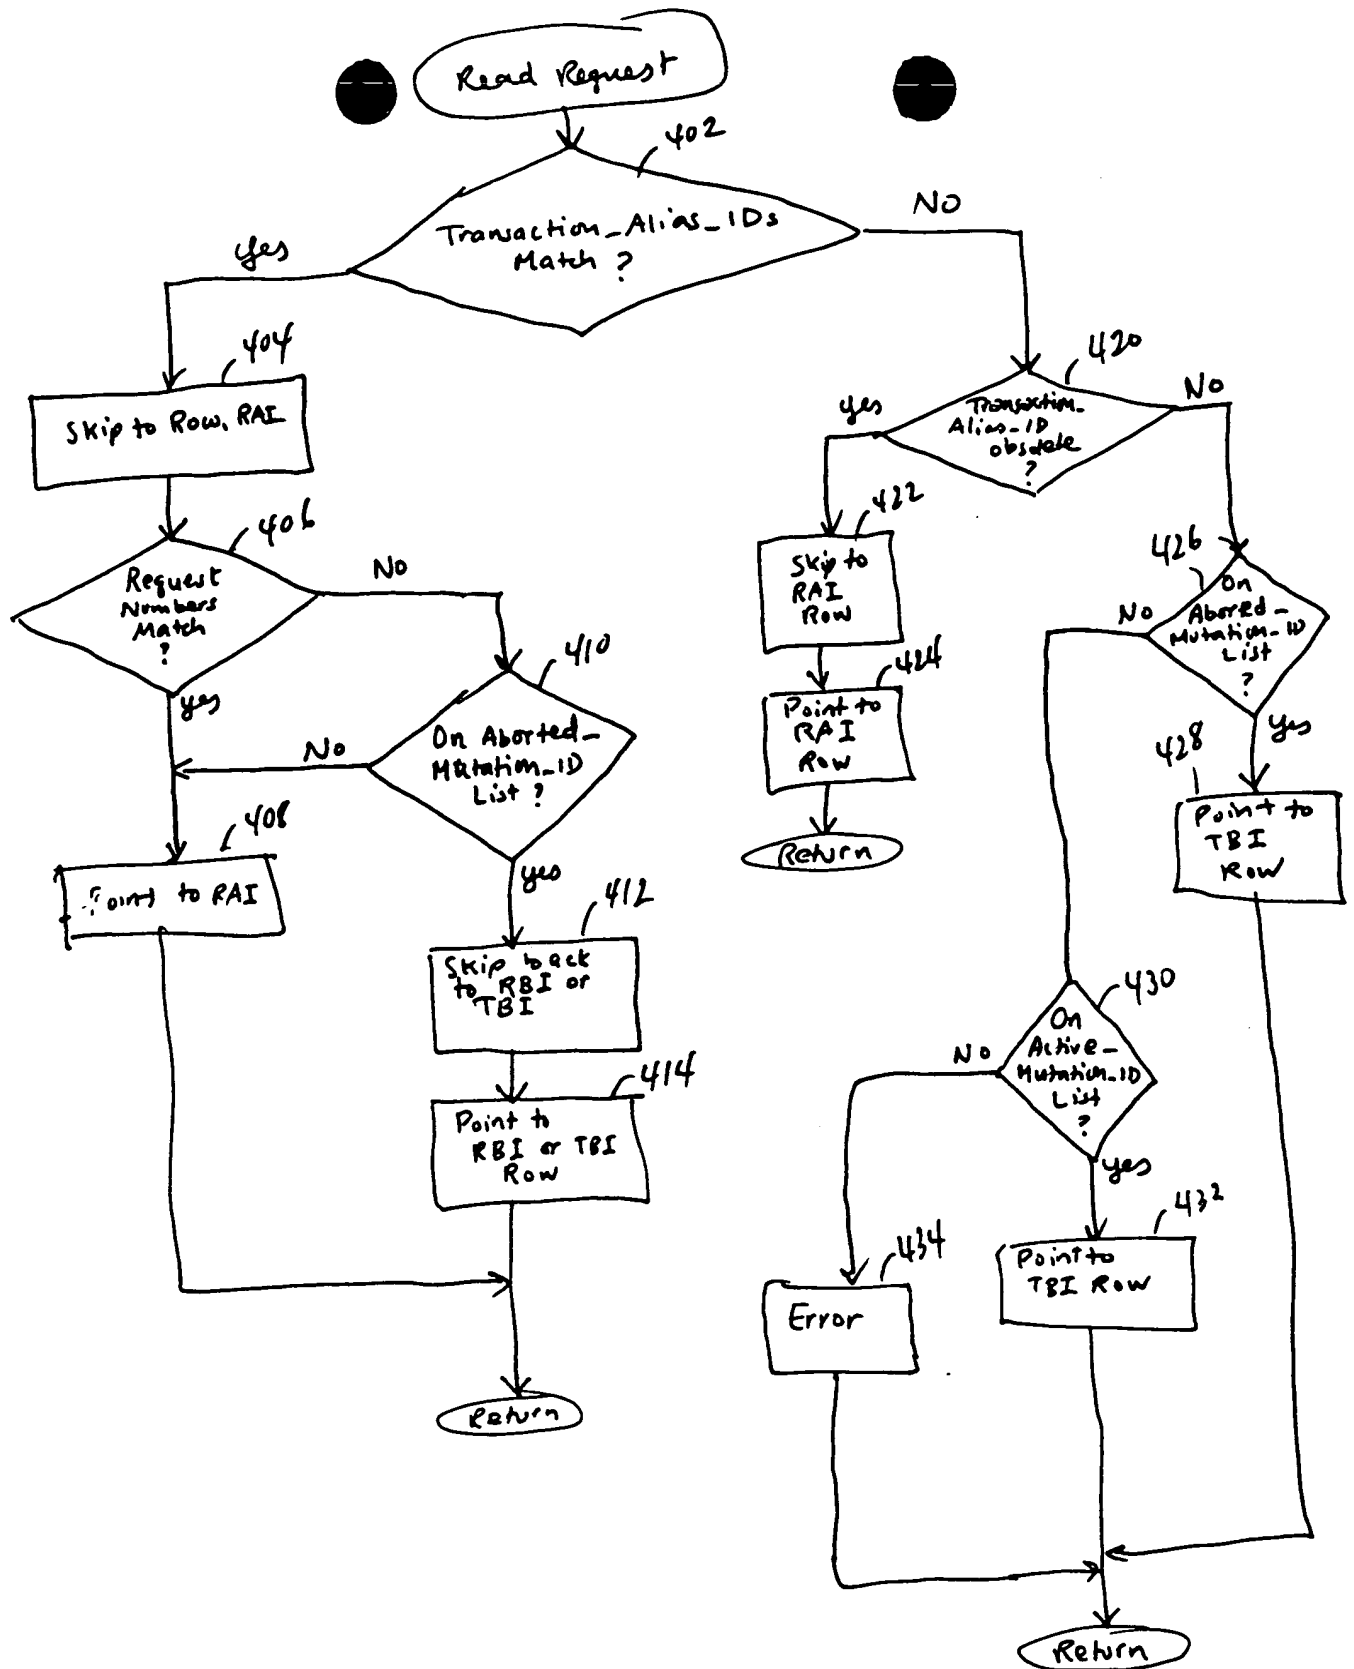 Read Request
402
Transaction_Alias_IDs
Match ?
Yes
NO
404
Skip to Row, RAI
406
Request
Numbers
Match
?
No
yes
410
On Aborted_
Mutation_ID
List ?
No
yes
408
Point to RAI
412
Skip back
to RBI or
TBI
414
Point to
RBI or TBI
Row
Return
420
Transaction_
Alias_ID
obsolete
?
yes
No
422
Skip to
RAI
Row
424
Point to
RAI
Row
Return
426
On
Aborted_
Mutation_ID
List
?
No
Yes
428
Point to
TBI
Row
430
On
Active_
Mutation_ID
List
?
No
yes
432
Point to
TBI Row
434
Error
Return